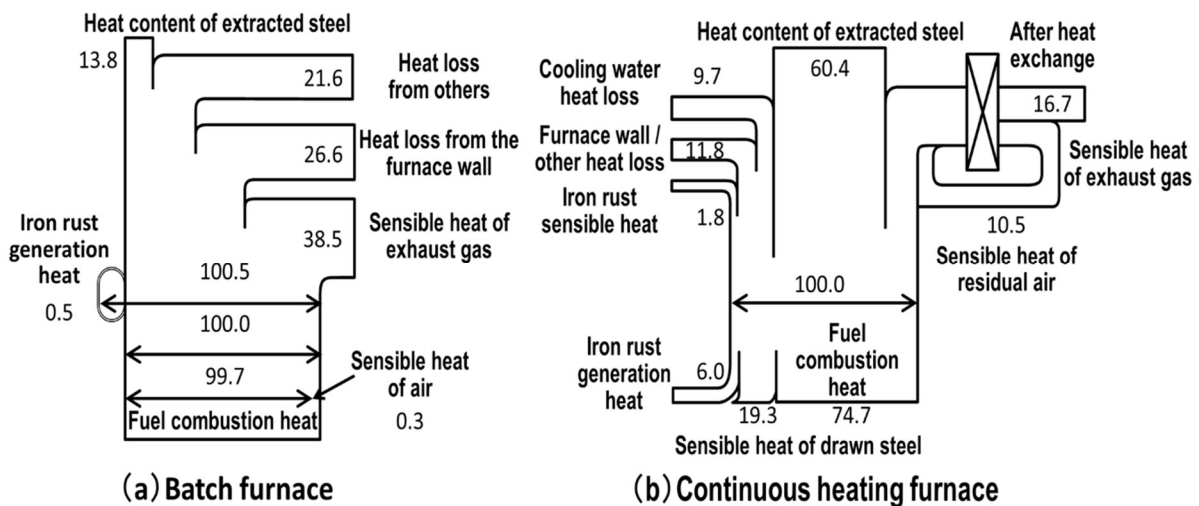 Heat content of extracted steel
13.8
21.6
Heat loss
from others
26.6
Heat loss from the
furnace wall
38.5
Sensible heat of
exhaust gas
Iron rust
generation
heat
0.5
100.5
100.0
99.7
Sensible heat
of air
0.3
Fuel combustion heat
(a) Batch furnace
Heat content of extracted steel
60.4
Cooling water
heat loss
9.7
Furnace wall /
other heat loss
11.8
Iron rust
sensible heat
1.8
After heat
exchange
16.7
Sensible heat
of exhaust gas
10.5
Sensible heat of
residual air
100.0
Iron rust
generation
heat
6.0
Fuel
combustion
heat
19.3
74.7
Sensible heat of drawn steel
(b) Continuous heating furnace